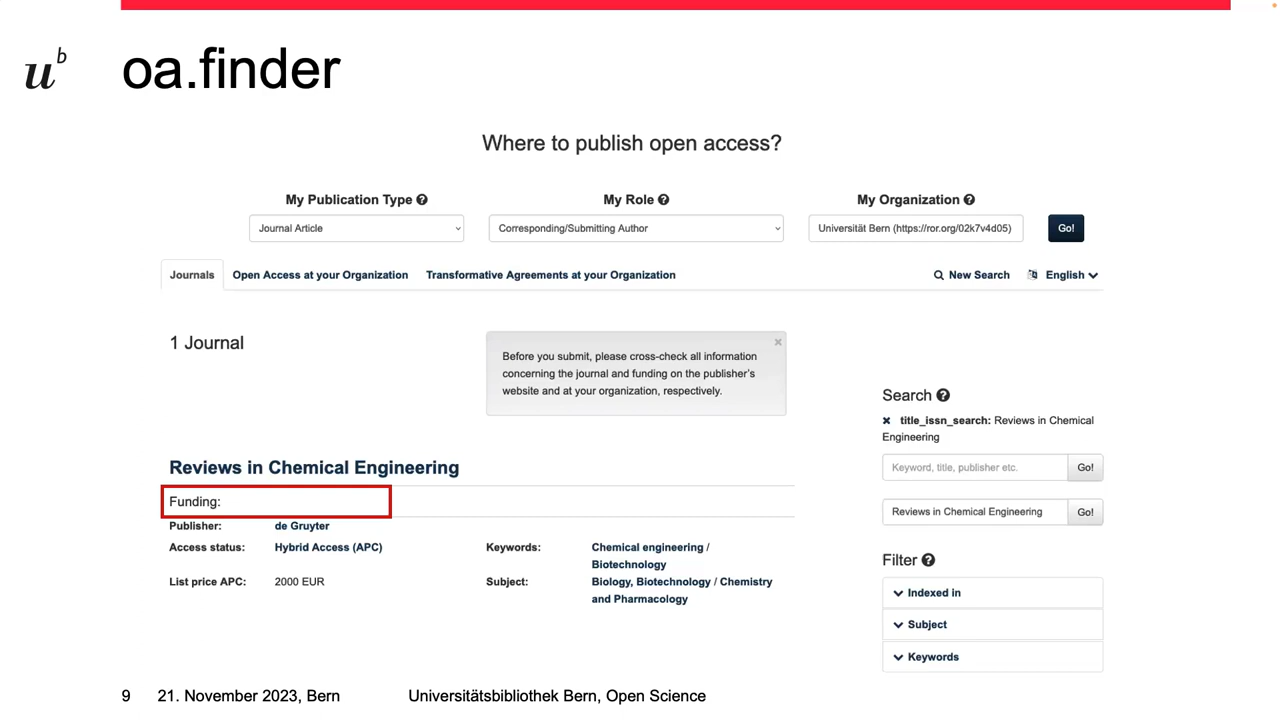 u b
oa.finder
Where to publish open access?
My Publication Type
My Role
My Organization
Journal Article
Corresponding/Submitting Author
Universität Bern (https://ror.org/02k7v4d05)
Go!
Journals
Open Access at your Organization
Transformative Agreements at your Organization
New Search
English
1 Journal
Before you submit, please cross-check all information
concerning the journal and funding on the publisher's
website and at your organization, respectively.
Search
title_issn_search: Reviews in Chemical
Engineering
Keyword, title, publisher etc.
Go!
Reviews in Chemical Engineering
Go!
Reviews in Chemical Engineering
Funding:
Publisher: de Gruyter
Access status: Hybrid Access (APC)
List price APC: 2000 EUR
Keywords: Chemical engineering /
Biotechnology
Subject: Biology, Biotechnology / Chemistry
and Pharmacology
Filter
Indexed in
Subject
Keywords
9 21. November 2023, Bern Universitätsbibliothek Bern, Open Science